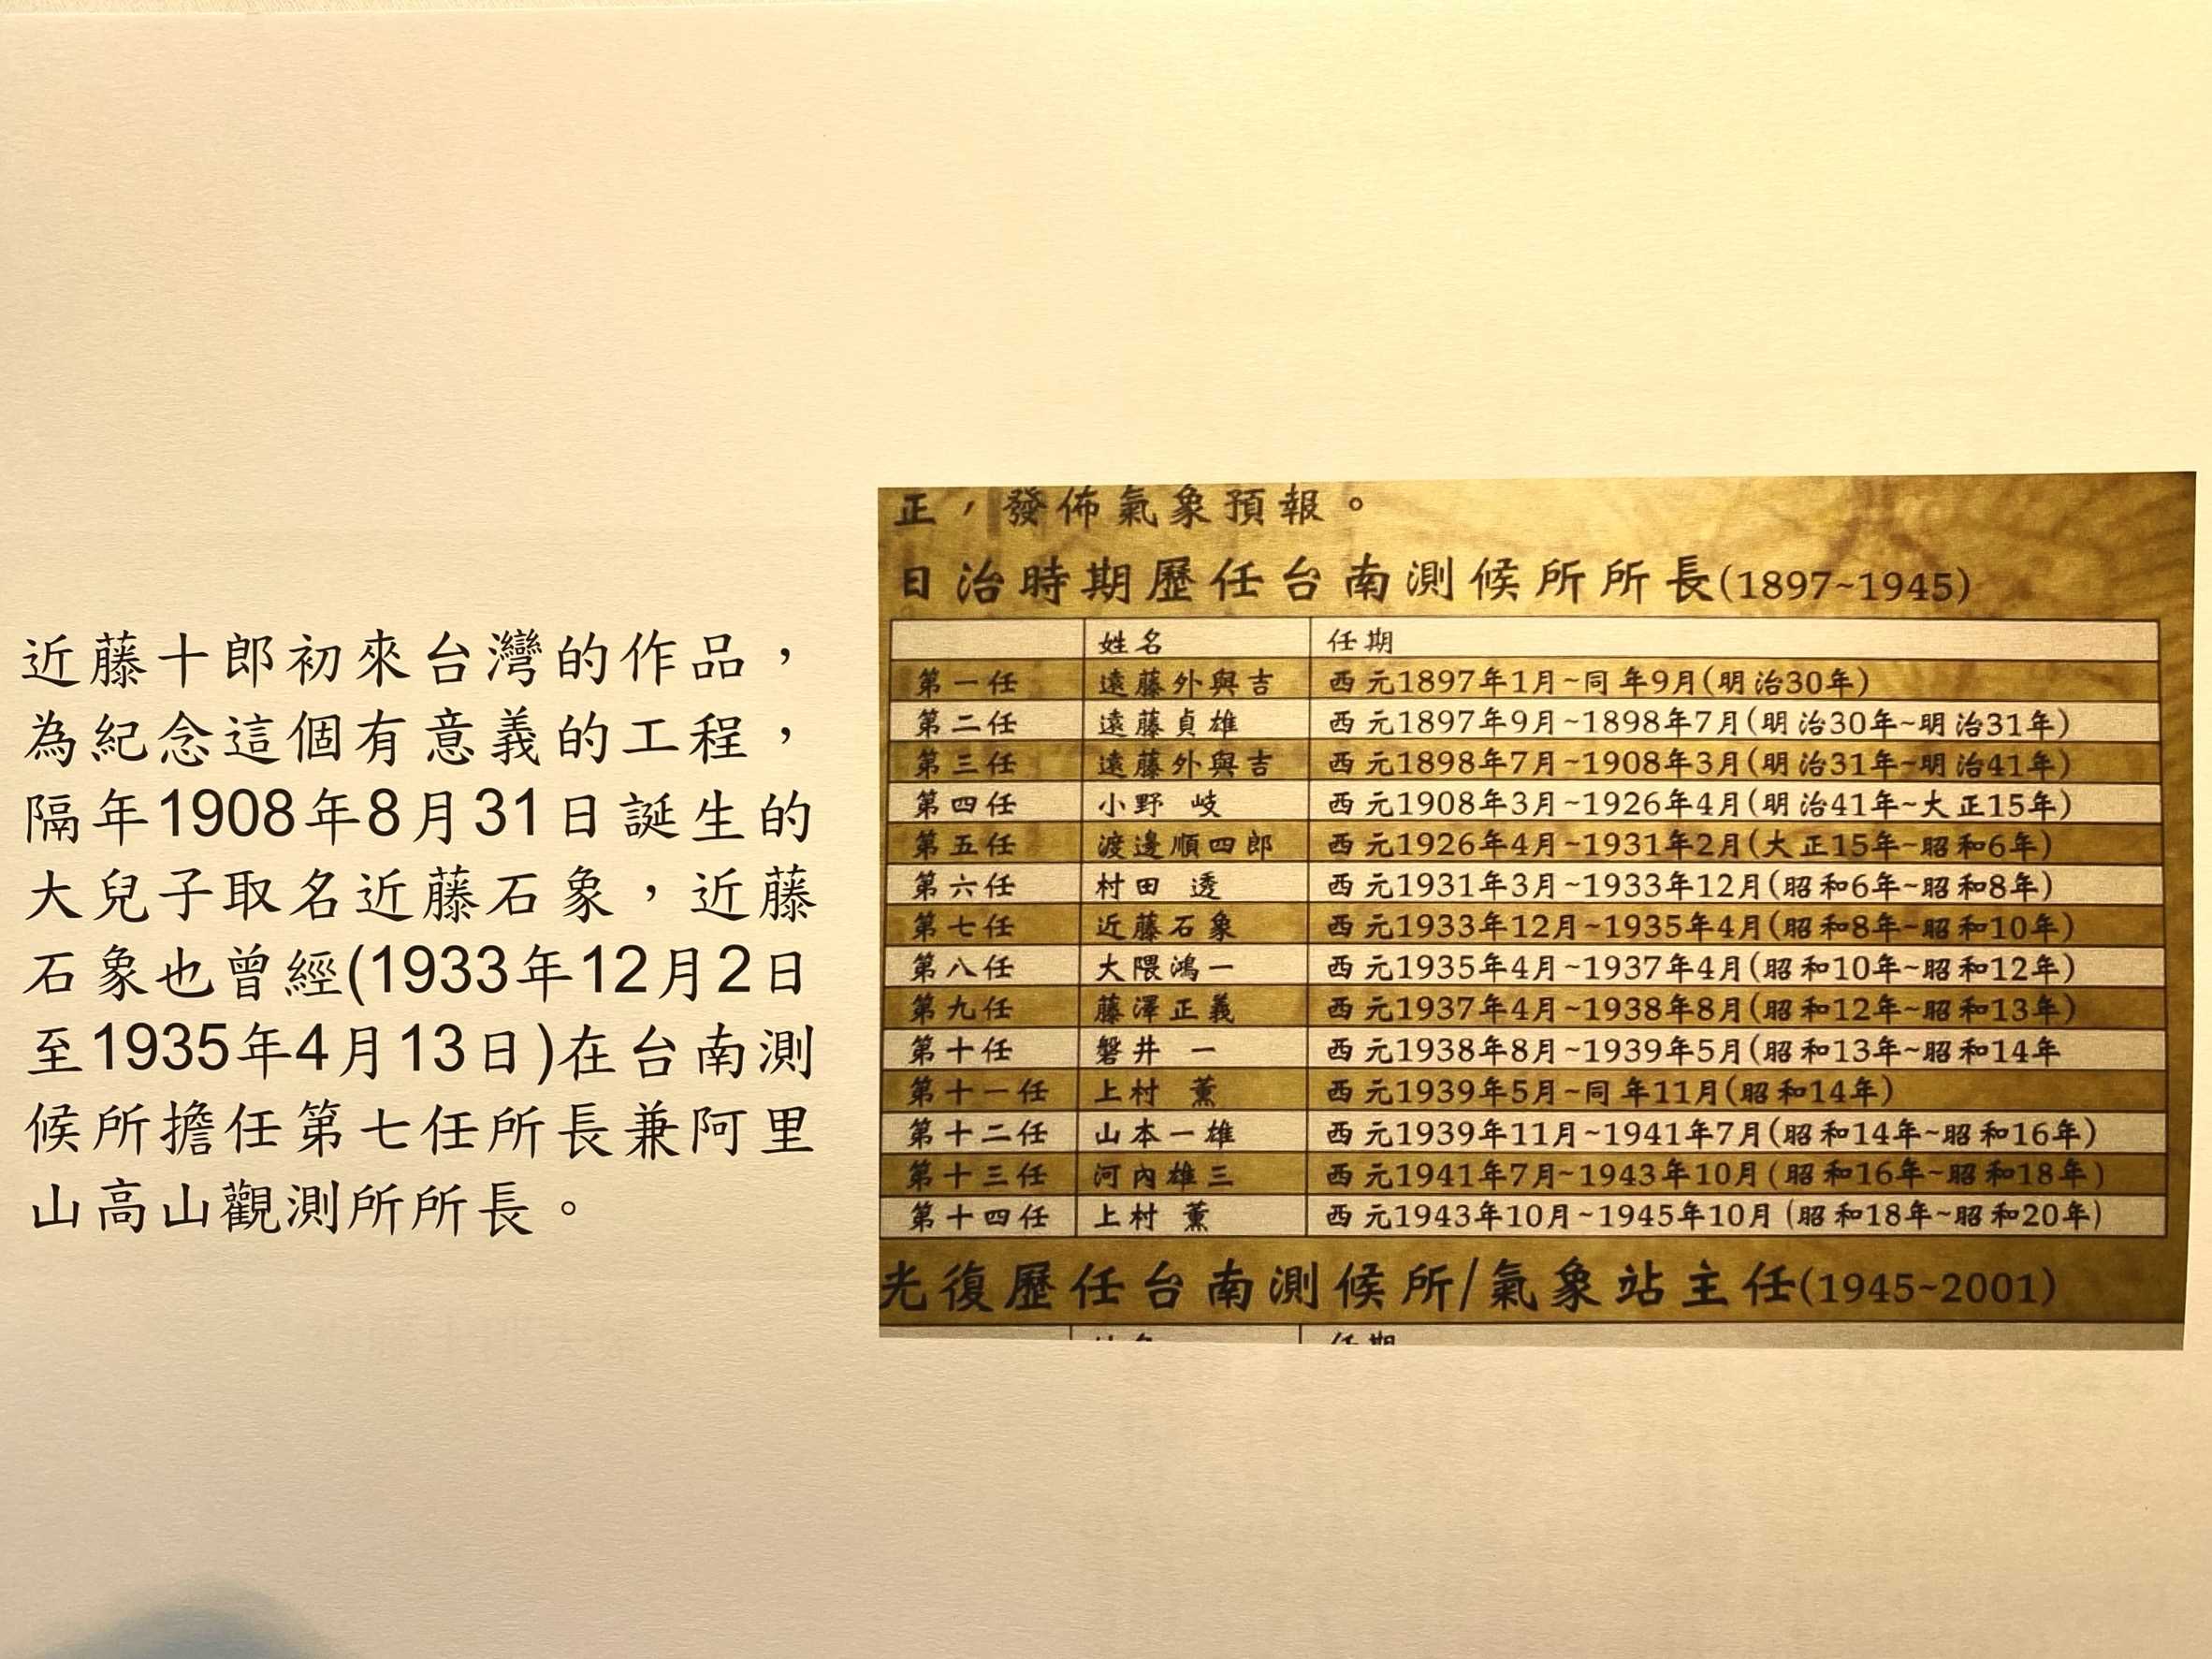 近藤十郎初來台灣的作品，
為紀念這個有意義的工程，
隔年1908年8月31日誕生的
大兒子取名近藤石象，近藤
石象也曾經(1933年12月2日
至1935年4月13日)在台南測
候所擔任第七任所長兼阿里
山高山觀測所所長。
正，發佈氣象預報。
日治時期歷任台南測候所所長(1897~1945)
姓名 任期
第一任 遠藤外與吉 西元1897年1月~同年9月(明治30年)
第二任 遠藤貞雄 西元1897年9月~1898年7月(明治30年~明治31年)
第三任 遠藤外與吉 西元1898年7月~1908年3月(明治31年~明治41年)
第四任 小野 岐 西元1908年3月~1926年4月(明治41年~大正15年)
第五任 渡邊順四郎 西元1926年4月~1931年2月(大正15年~昭和6年)
第六任 村田 透 西元1931年3月~1933年12月(昭和6年~昭和8年)
第七任 近藤石象 西元1933年12月~1935年4月(昭和8年~昭和10年)
第八任 大隈鴻一 西元1935年4月~1937年4月(昭和10年~昭和12年)
第九任 藤澤正義 西元1937年4月~1938年8月(昭和12年~昭和13年)
第十任 磐井 一 西元1938年8月~1939年5月(昭和13年~昭和14年
第十一任 上村 薰 西元1939年5月~同年11月(昭和14年)
第十二任 山本一雄 西元1939年11月~1941年7月(昭和14年~昭和16年)
第十三任 河內雄三 西元1941年7月~1943年10月(昭和16年~昭和18年)
第十四任 上村 薰 西元1943年10月~1945年10月(昭和18年~昭和20年)
光復歷任台南測候所/氣象站主任(1945~2001)
任期